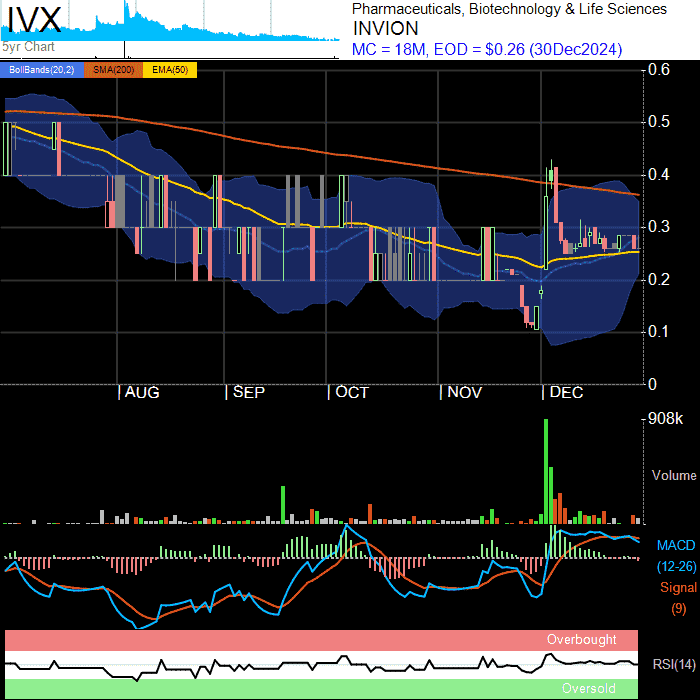 IVX
5yr Chart
Pharmaceuticals, Biotechnology & Life Sciences
INVION
MC = 18M, EOD = $0.26 (30Dec2024)
BollBands(20,2) SMA(200) EMA(50)
0.6
0.5
0.4
0.3
0.2
0.1
0
AUG SEP OCT NOV DEC
908k
Volume
MACD
(12-26)
Signal
(9)
Overbought
RSI(14)
Oversold